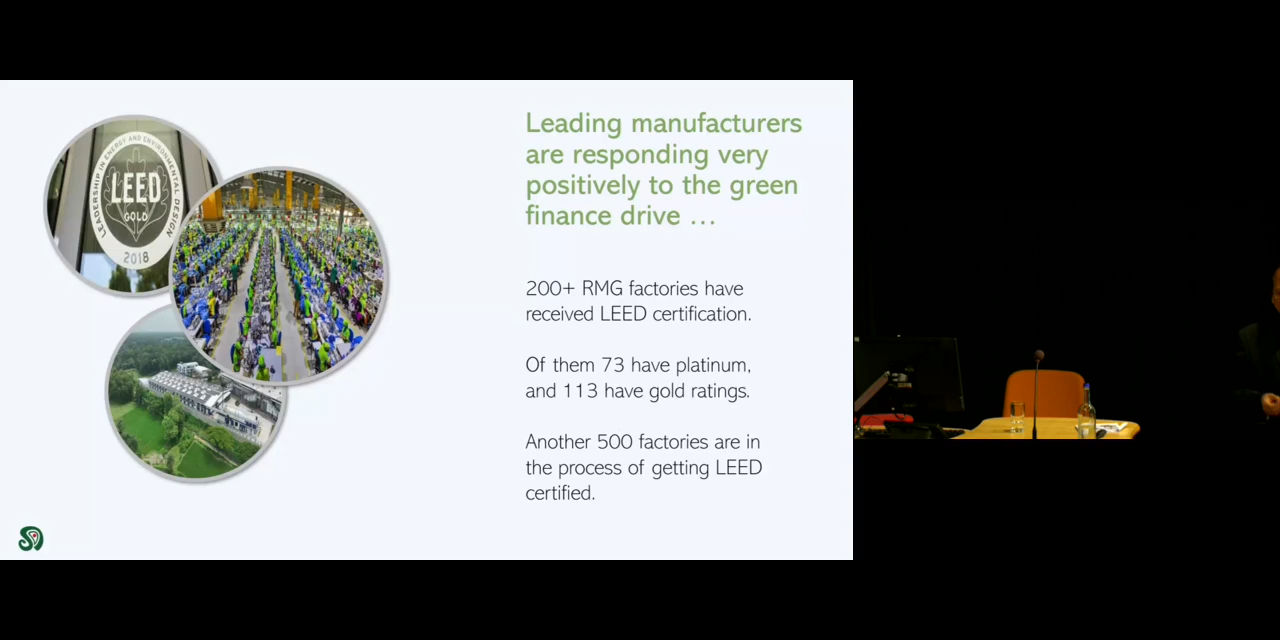 LEADERSHIP IN ENERGY AND ENVIRONMENTAL DESIGN
LEED
GOLD
2018
Leading manufacturers
are responding very
positively to the green
finance drive ...
200+ RMG factories have
received LEED certification.
Of them 73 have platinum,
and 113 have gold ratings.
Another 500 factories are in
the process of getting LEED
certified.